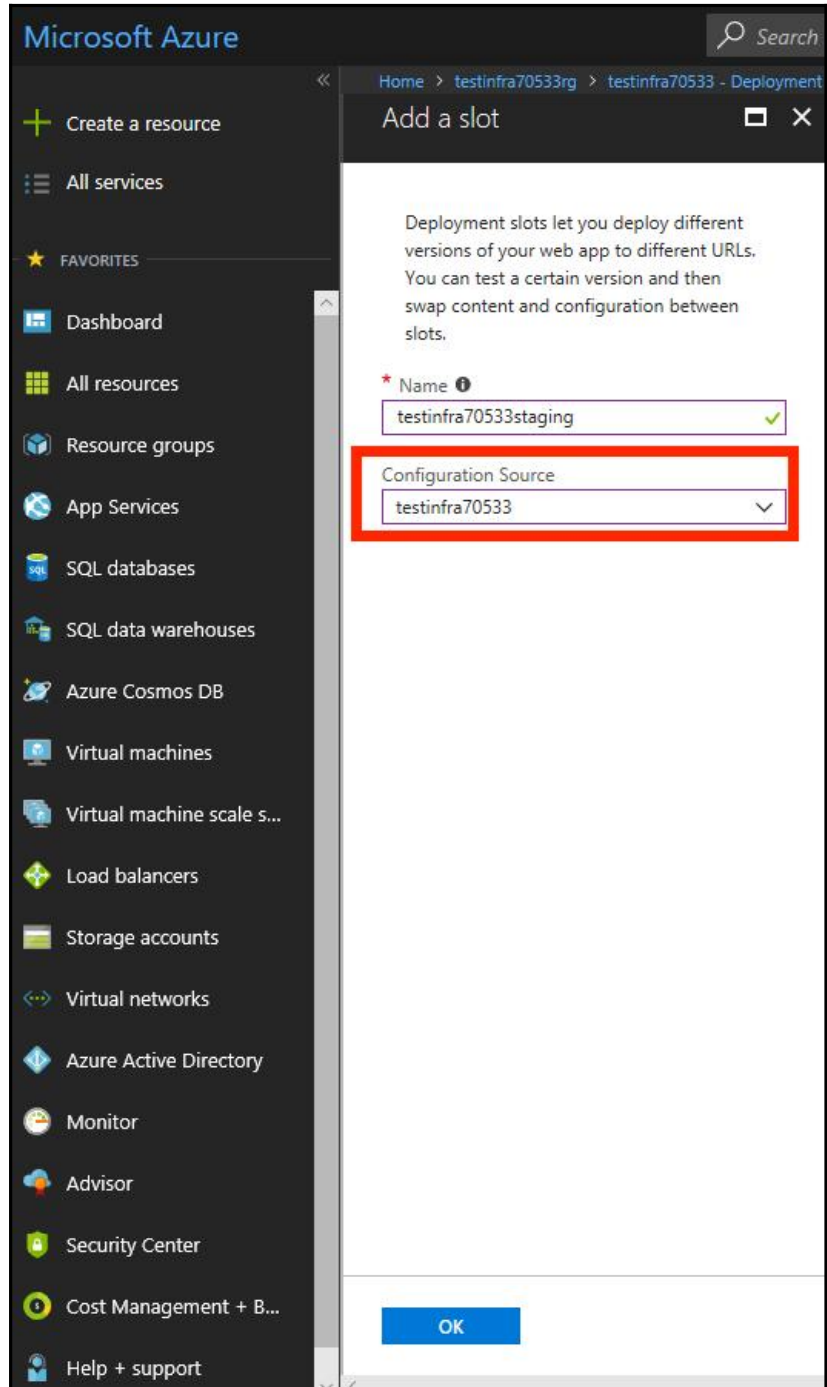 Microsoft Azure
Search
Home > testinfra70533rg > testinfra70533 - Deployment
Add a slot
Create a resource
All services
FAVORITES
Dashboard
All resources
Resource groups
App Services
SQL databases
SQL data warehouses
Azure Cosmos DB
Virtual machines
Virtual machine scale s...
Load balancers
Storage accounts
Virtual networks
Azure Active Directory
Monitor
Advisor
Security Center
Cost Management + B...
Help + support
Deployment slots let you deploy different
versions of your web app to different URLs.
You can test a certain version and then
swap content and configuration between
slots.
* Name
testinfra70533staging
Configuration Source
testinfra70533
OK